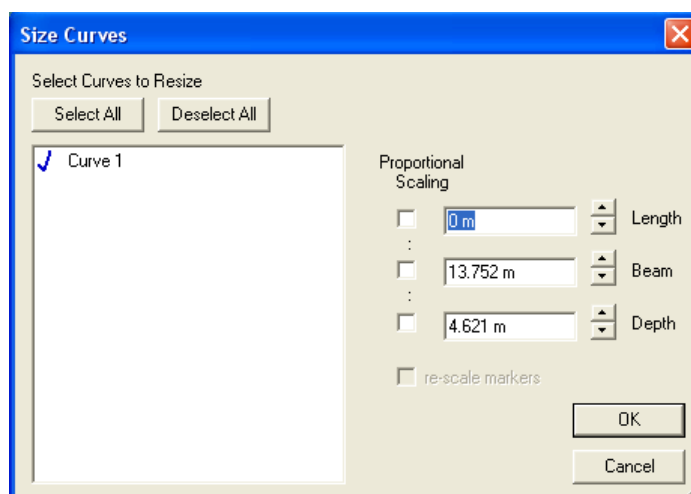 Size Curves
Select Curves to Resize
Select All
Deselect All
Curve 1
Proportional
Scaling
0 m
Length
:
13.752 m
Beam
:
4.621 m
Depth
re-scale markers
OK
Cancel